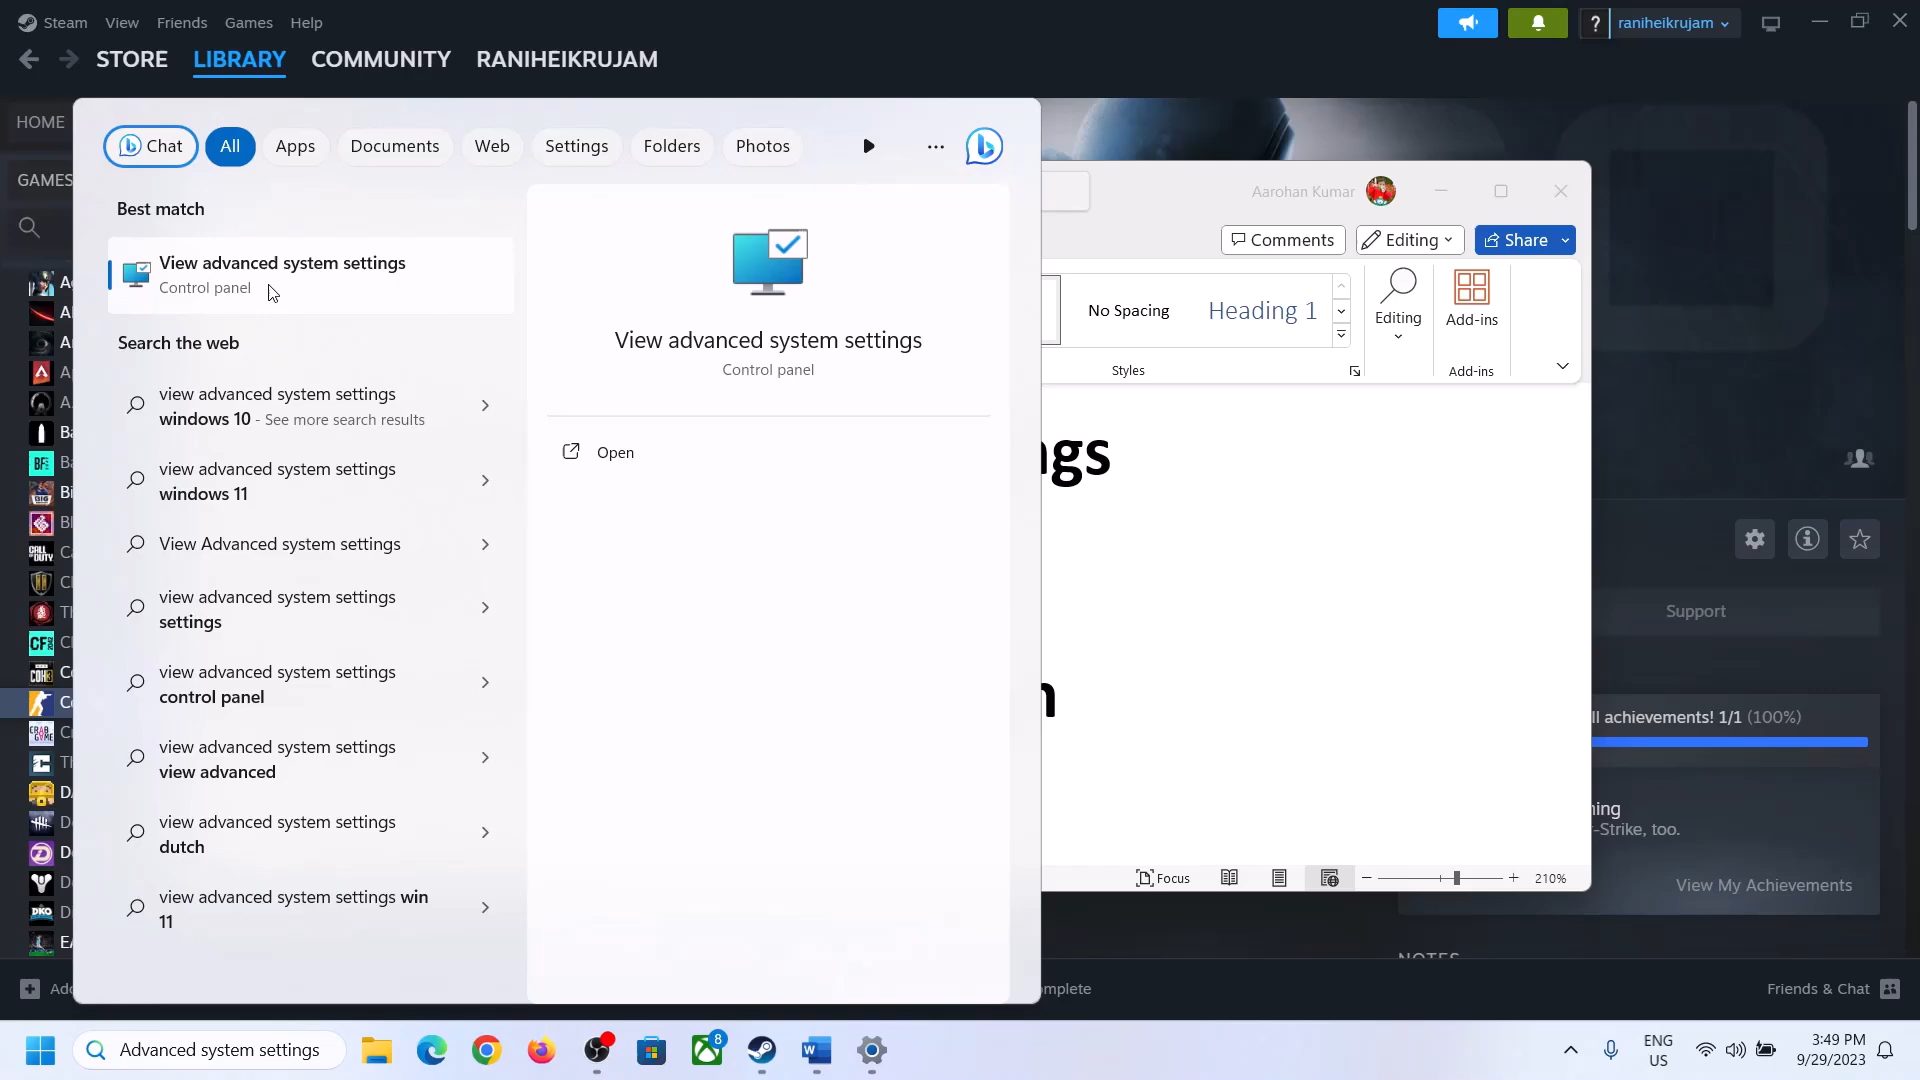 Steam View Friends Games Help
? raniheikrujam
STORE LIBRARY COMMUNITY RANIHEIKRUJAM
HOME
GAMES
Chat All Apps Documents Web Settings Folders Photos
Best match
View advanced system settings
Control panel
Search the web
view advanced system settings
windows 10 - See more search results
view advanced system settings
windows 11
View Advanced system settings
view advanced system settings
settings
view advanced system settings
control panel
view advanced system settings
view advanced
view advanced system settings
dutch
view advanced system settings win
11
View advanced system settings
Control panel
Open
Aarohan Kumar
Comments Editing Share
No Spacing Heading 1
Editing
Add-ins
Styles
Add-ins
ngs
n
Focus
210%
Support
ll achievements! 1/1 (100%)
ning
-Strike, too.
View My Achievements
NOTES
Add
mplete
Friends & Chat
Advanced system settings
8
ENG
US
3:49 PM
9/29/2023